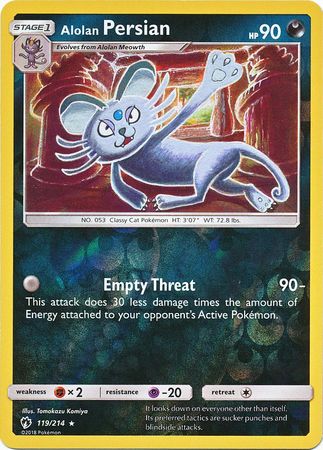 STAGE 1
Alolan Persian
HP 90
Evolves from Alolan Meowth
NO. 053 Classy Cat Pokémon HT: 3'07" WT: 72.8 lbs.
Empty Threat 90-
This attack does 30 less damage times the amount of
Energy attached to your opponent's Active Pokémon.
weakness × 2 resistance -20 retreat
Illus. Tomokazu Komiya
119/214 ★
©2018 Pokémon
It looks down on everyone other than itself.
Its preferred tactics are sucker punches and
blindside attacks.